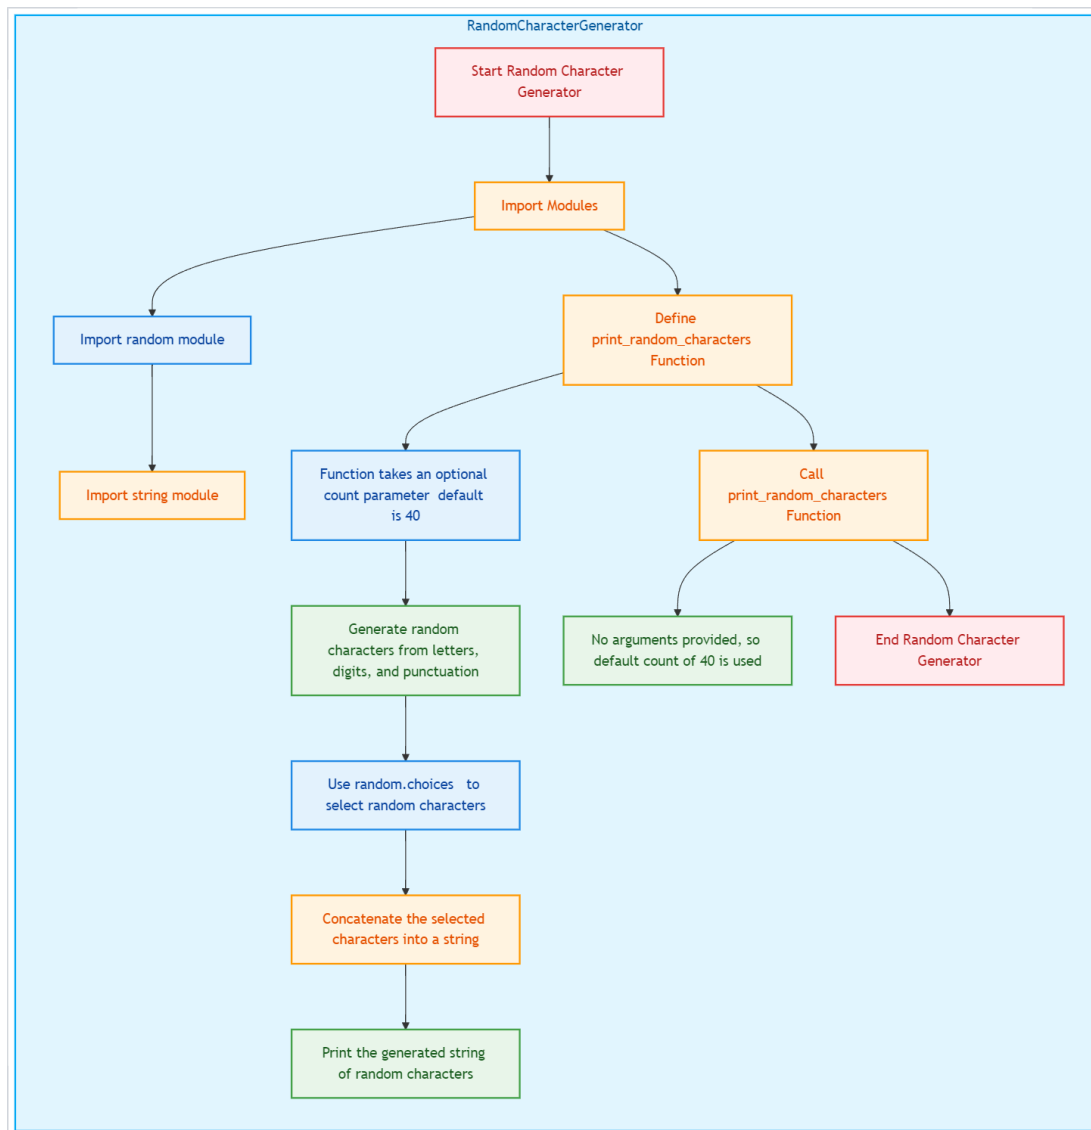 RandomCharacterGenerator
Start Random Character
Generator
Import Modules
Import random module
Define
print_random_characters
Function
Import string module
Function takes an optional
count parameter default
is 40
Call
print_random_characters
Function
Generate random
characters from letters,
digits, and punctuation
No arguments provided, so
default count of 40 is used
End Random Character
Generator
Use random.choices to
select random characters
Concatenate the selected
characters into a string
Print the generated string
of random characters